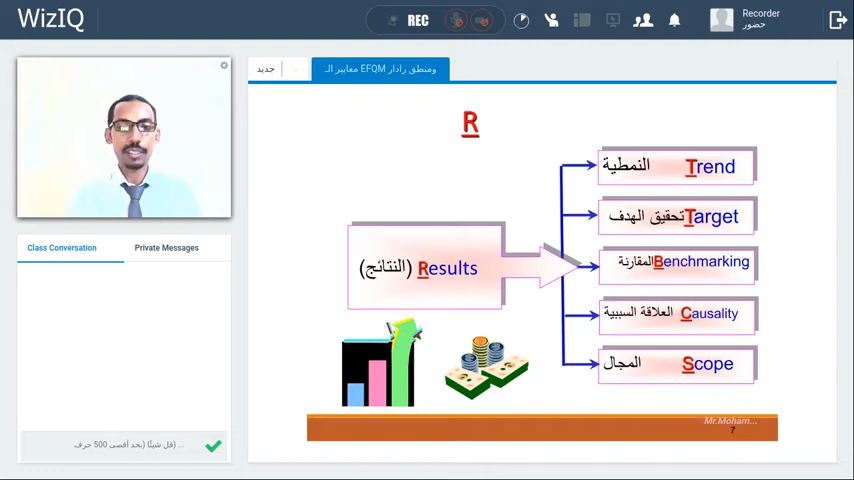 WizIQ
REC
Recorder
حضور
جديد
ومنطق رادار EFQM معايير الـ
R
النمطية Trend
تحقيق الهدف Target
المقارنة Benchmarking
العلاقة السببية Causality
المجال Scope
(النتائج) Results
Class Conversation
Private Messages
... (قل شيئًا (بحد أقصى 500 حرف
Mr.Moham...
7